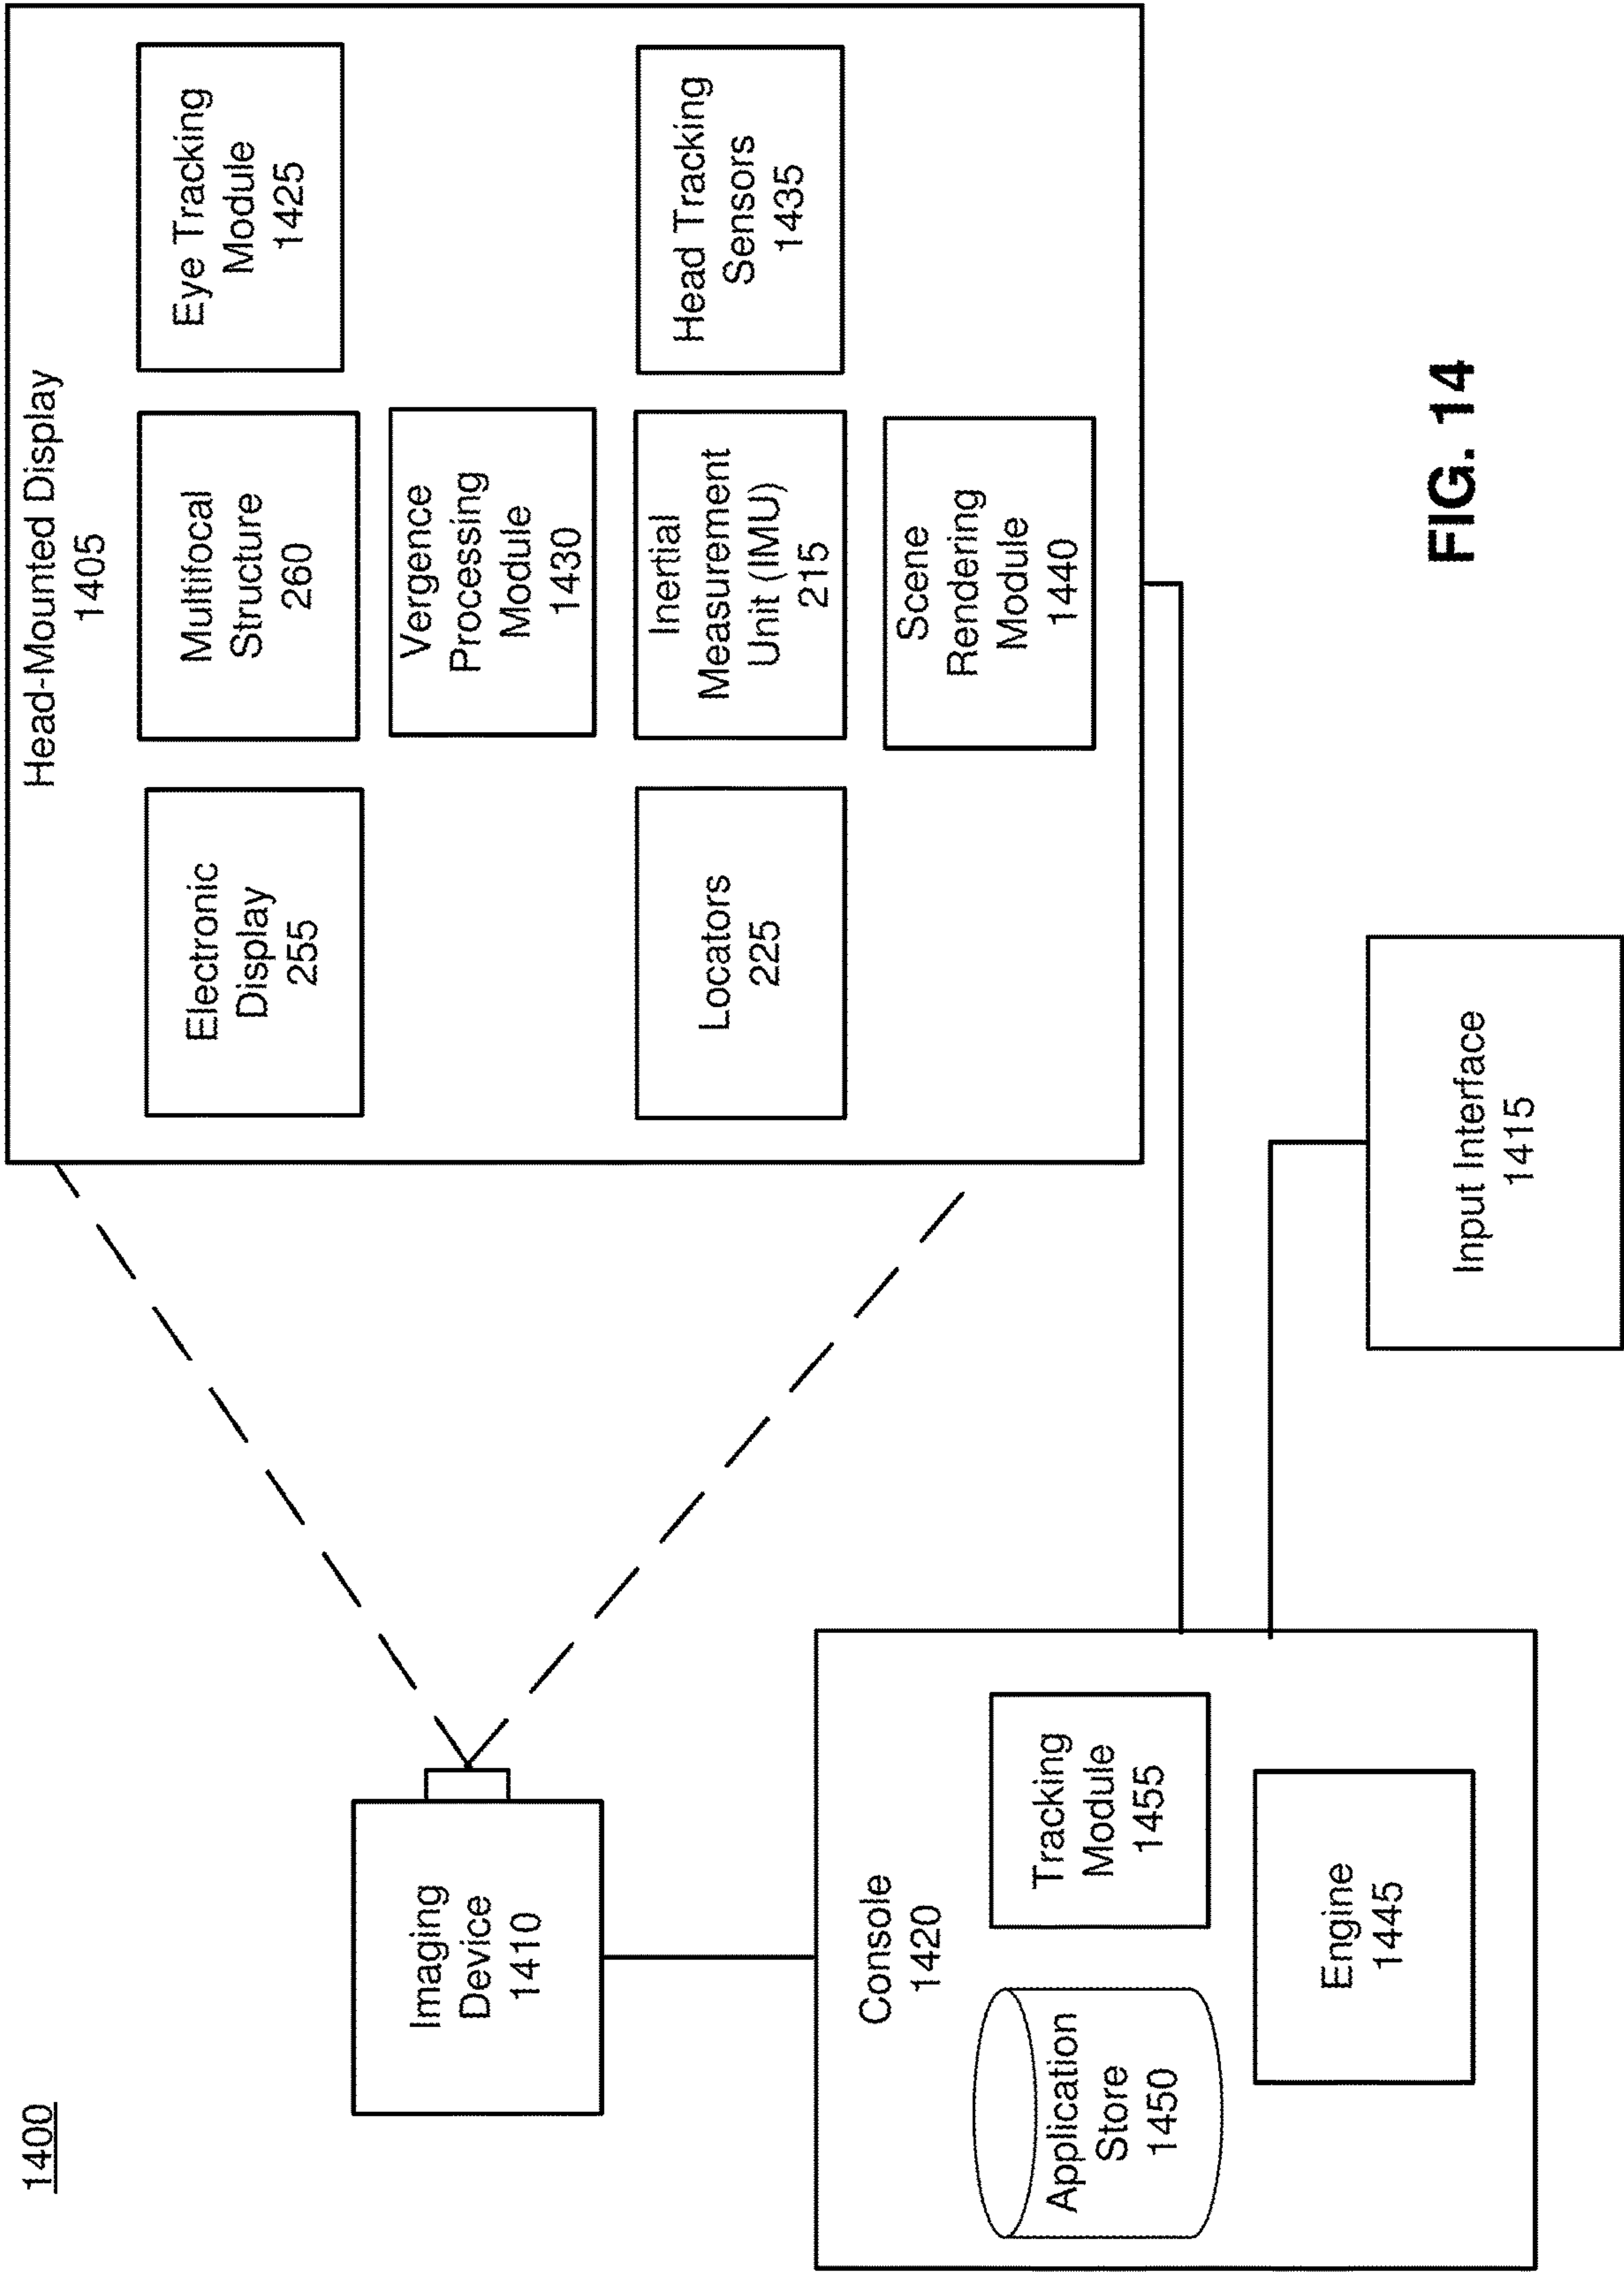 1400
Imaging
Device
1410
Console
1420
Application
Store
1450
Tracking
Module
1455
Engine
1445
Head-Mounted Display
1405
Electronic
Display
255
Multifocal
Structure
260
Eye Tracking
Module
1425
Vergence
Processing
Module
1430
Locators
225
Inertial
Measurement
Unit (IMU)
215
Head Tracking
Sensors
1435
Scene
Rendering
Module
1440
Input Interface
1415
FIG. 14